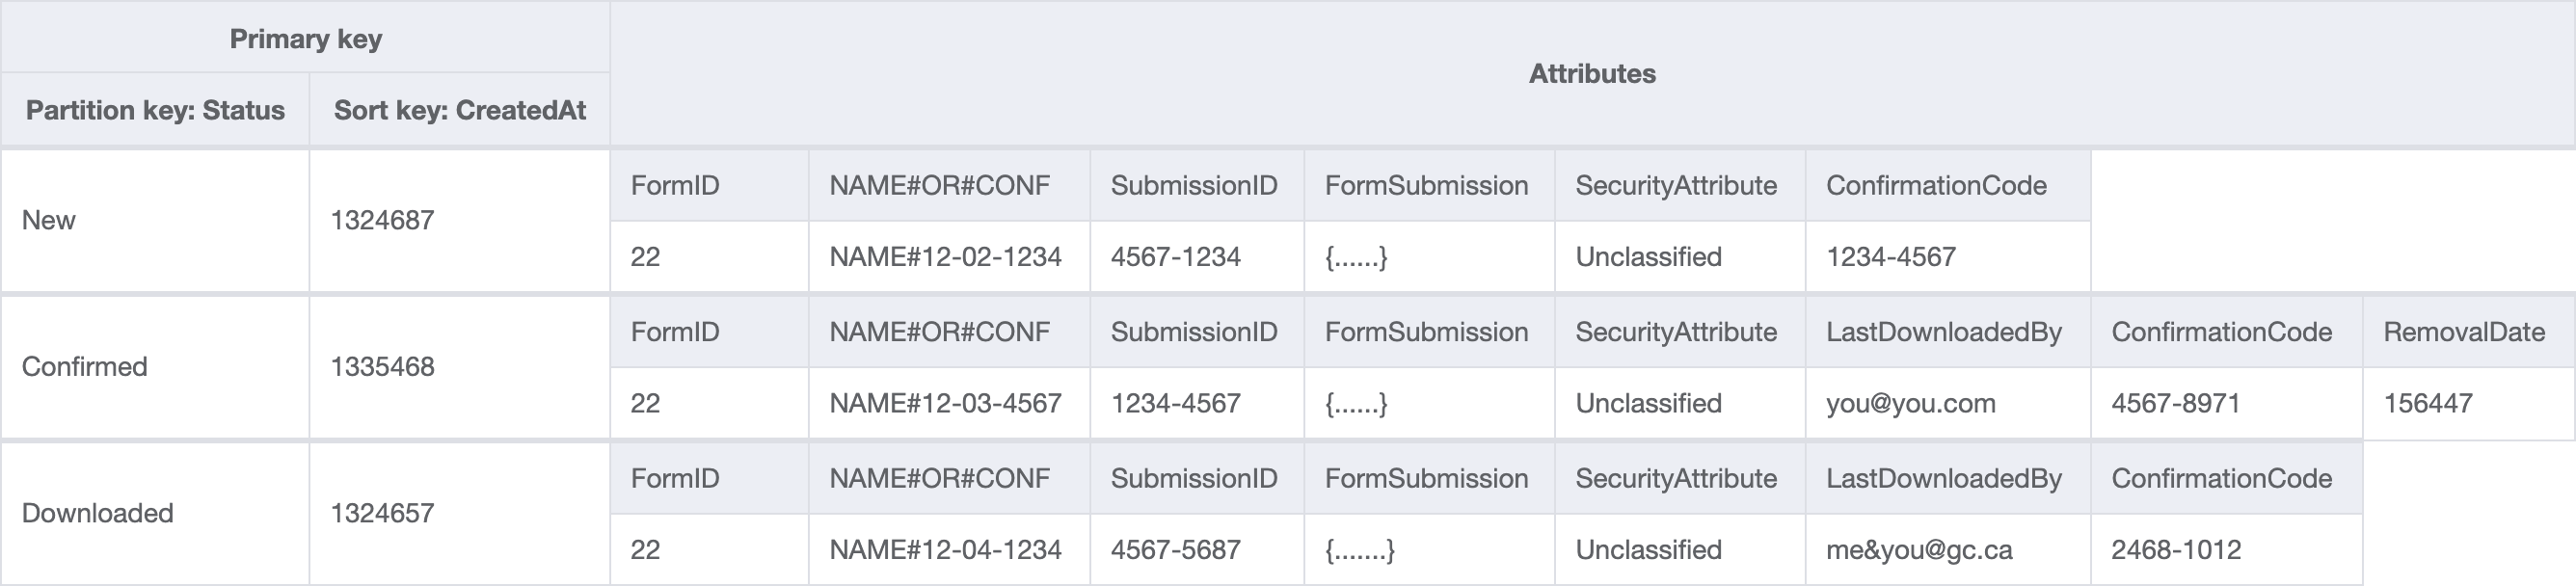 Primary key
Attributes
Partition key: Status Sort key: CreatedAt
FormID NAME#OR#CONF SubmissionID FormSubmission SecurityAttribute ConfirmationCode
New 1324687
22 NAME#12-02-1234 4567-1234 {......} Unclassified 1234-4567
FormID NAME#OR#CONF SubmissionID FormSubmission SecurityAttribute LastDownloadedBy ConfirmationCode RemovalDate
Confirmed 1335468
22 NAME#12-03-4567 1234-4567 {......} Unclassified you@you.com 4567-8971 156447
FormID NAME#OR#CONF SubmissionID FormSubmission SecurityAttribute LastDownloadedBy ConfirmationCode
Downloaded 1324657
22 NAME#12-04-1234 4567-5687 {.......} Unclassified me&you@gc.ca 2468-1012